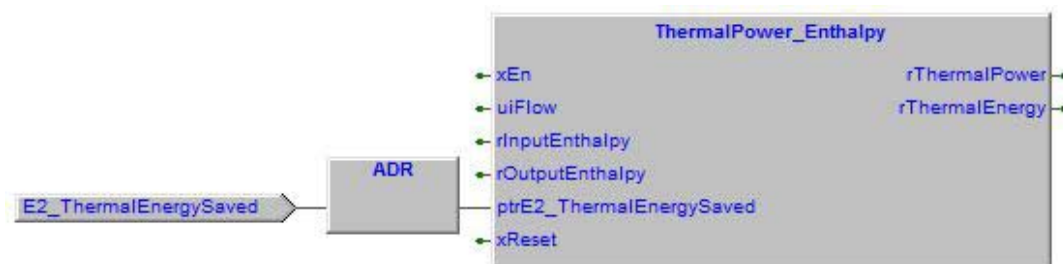 ThermalPower_Enthalpy
xEn
rThermalPower
uiFlow
rThermalEnergy
rInputEnthalpy
rOutputEnthalpy
ADR
E2_ThermalEnergySaved
ptrE2_ThermalEnergySaved
xReset